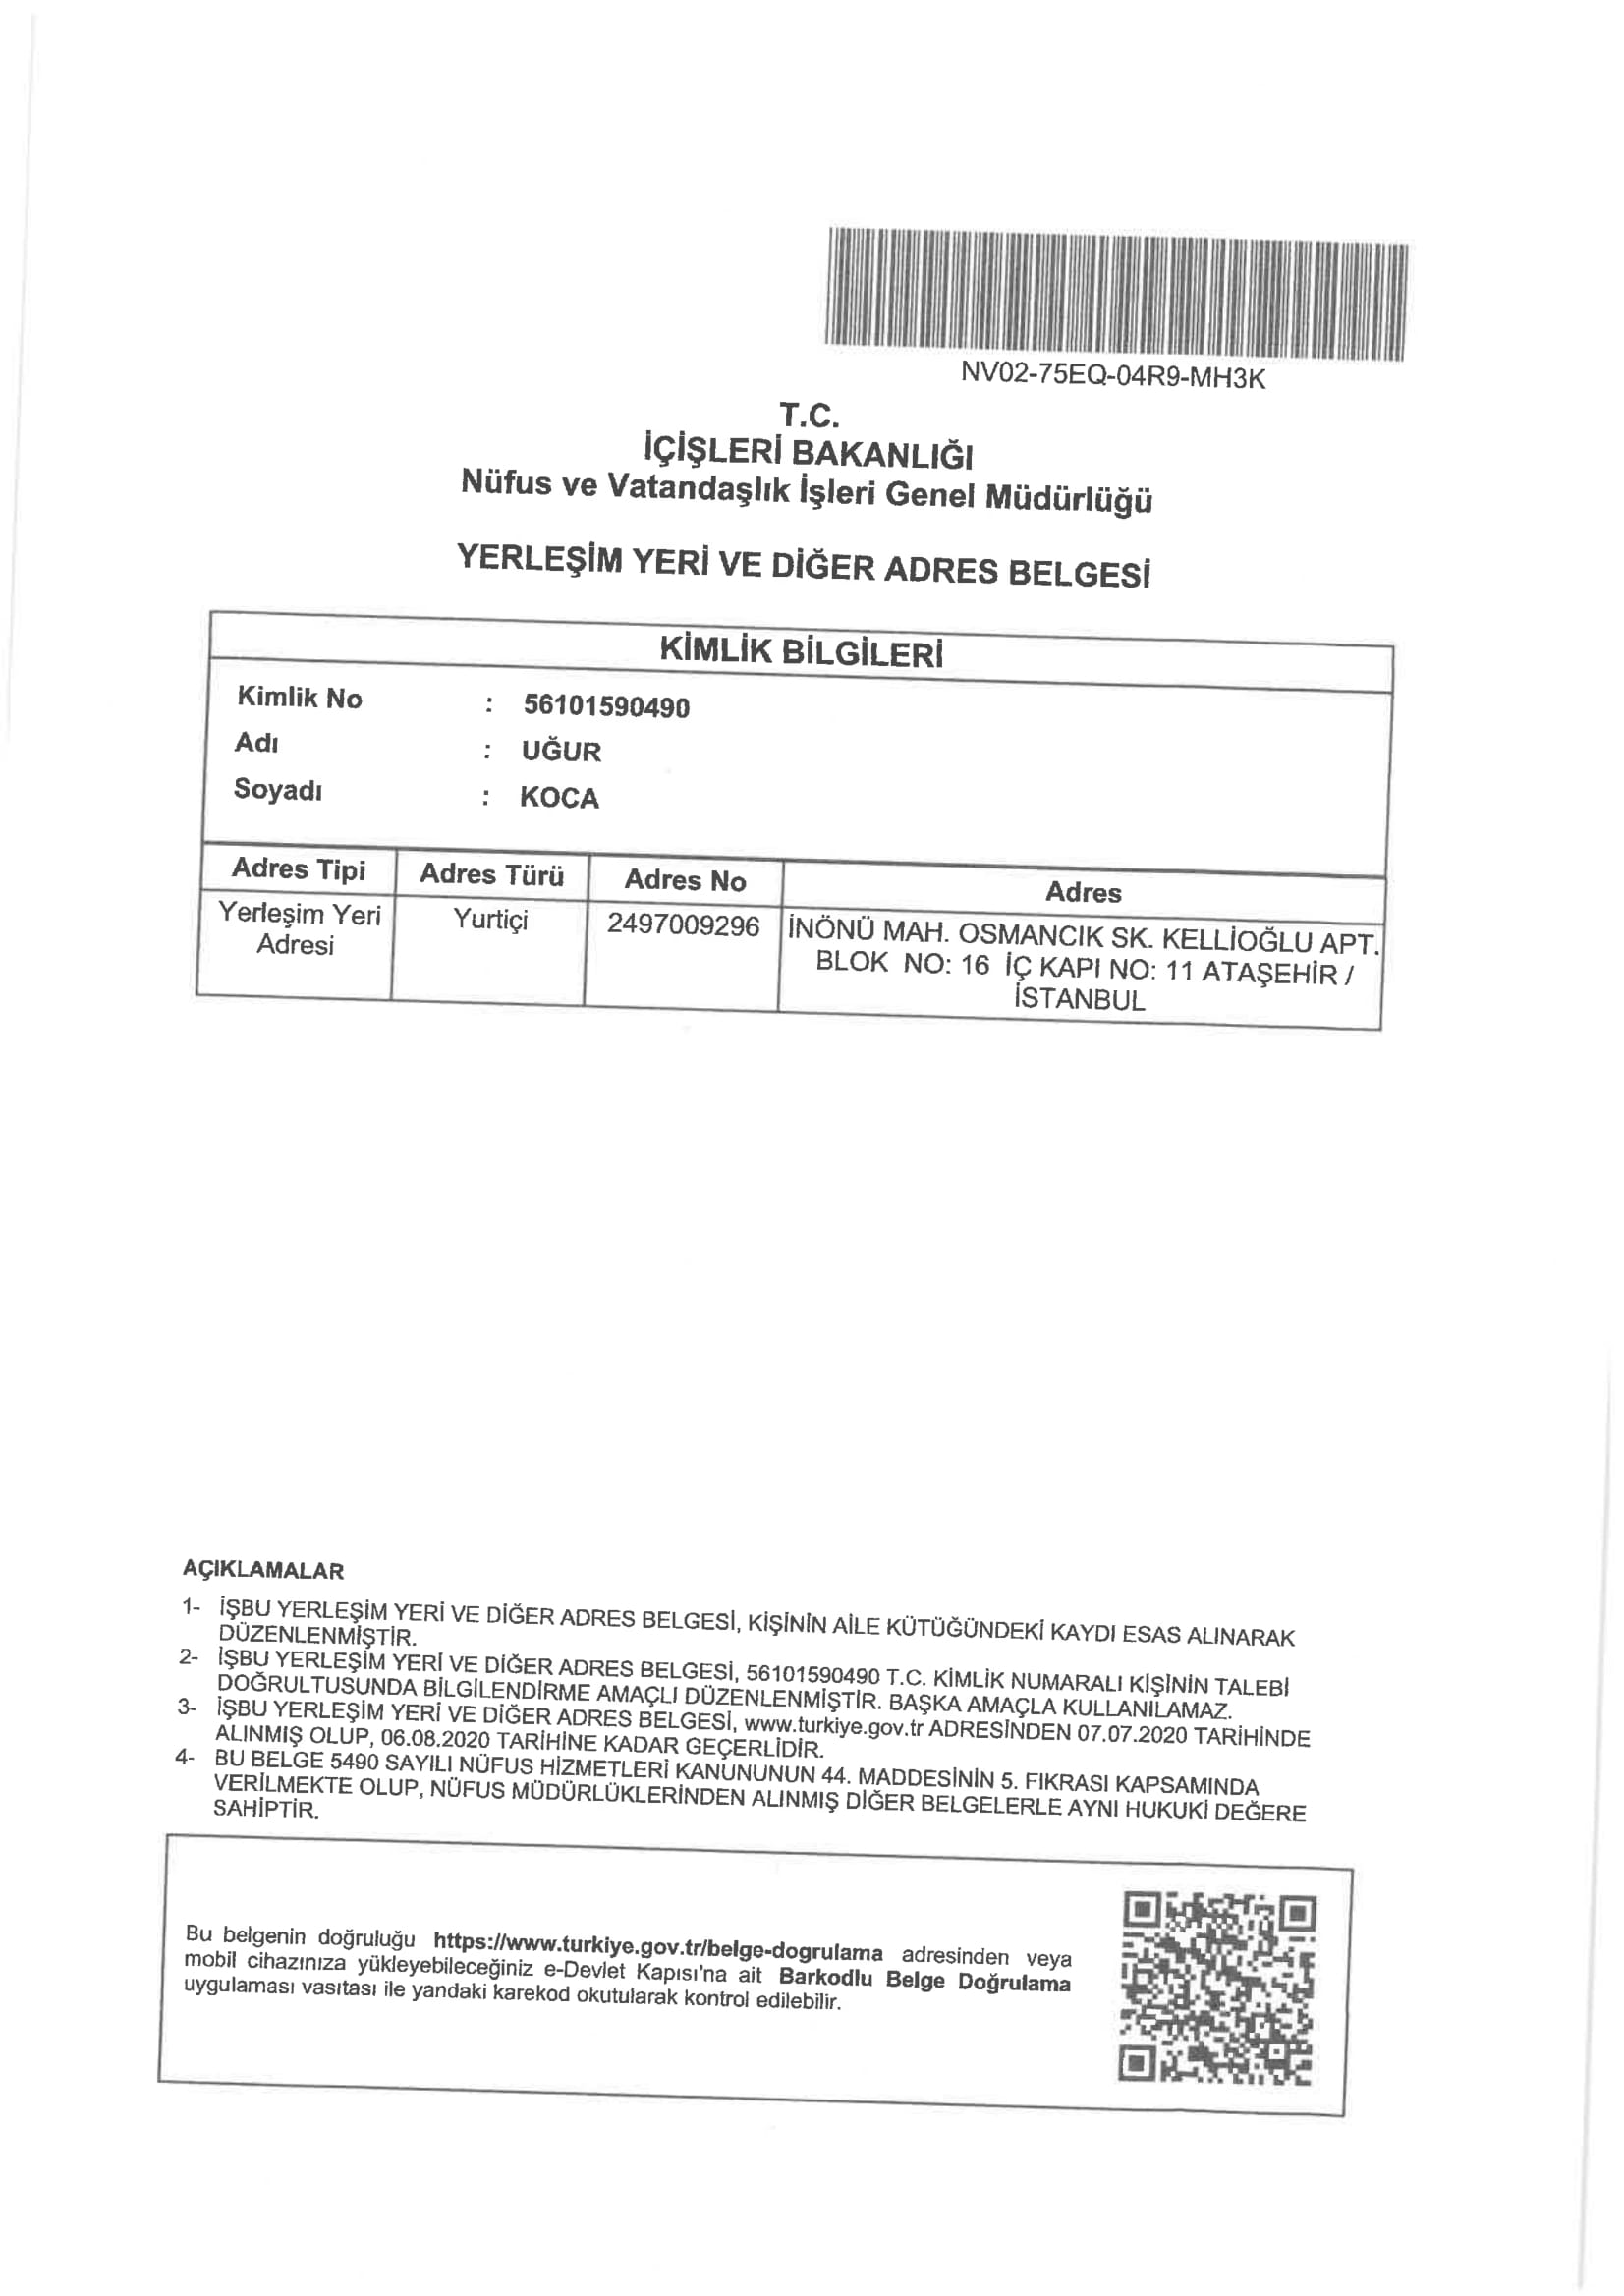 NV02-75EQ-04R9-MH3K
T.C.
İÇİŞLERİ BAKANLIĞI
Nüfus ve Vatandaşlık İşleri Genel Müdürlüğü
YERLEŞİM YERİ VE DİĞER ADRES BELGESİ
KİMLİK BİLGİLERİ
Kimlik No : 56101590490
Adı : UĞUR
Soyadı : KOCA
Adres Tipi Adres Türü Adres No Adres
Yerleşim Yeri Yurtiçi 2497009296 İNÖNÜ MAH. OSMANCIK SK. KELLİOĞLU APT.
Adresi BLOK NO: 16 İÇ KAPI NO: 11 ATAŞEHİR /
İSTANBUL
AÇIKLAMALAR
1- İŞBU YERLEŞİM YERİ VE DİĞER ADRES BELGESİ, KİŞİNİN AİLE KÜTÜĞÜNDEKİ KAYDI ESAS ALINARAK
DÜZENLENMİŞTİR.
2- İŞBU YERLEŞİM YERİ VE DİĞER ADRES BELGESİ, 56101590490 T.C. KİMLİK NUMARALI KİŞİNİN TALEBİ
DOĞRULTUSUNDA BİLGİLENDİRME AMAÇLI DÜZENLENMİŞTİR. BAŞKA AMAÇLA KULLANILAMAZ.
3- İŞBU YERLEŞİM YERİ VE DİĞER ADRES BELGESİ, www.turkiye.gov.tr ADRESİNDEN 07.07.2020 TARİHİNDE
ALINMIŞ OLUP, 06.08.2020 TARİHİNE KADAR GEÇERLİDİR.
4- BU BELGE 5490 SAYILI NÜFUS HİZMETLERİ KANUNUNUN 44. MADDESİNİN 5. FIKRASI KAPSAMINDA
VERİLMEKTE OLUP, NÜFUS MÜDÜRLÜKLERİNDEN ALINMIŞ DİĞER BELGELERLE AYNI HUKUKİ DEĞERE
SAHİPTİR.
Bu belgenin doğruluğu https://www.turkiye.gov.tr/belge-dogrulama adresinden veya
mobil cihazınıza yükleyebileceğiniz e-Devlet Kapısı'na ait Barkodlu Belge Doğrulama
uygulaması vasıtası ile yandaki karekod okutularak kontrol edilebilir.